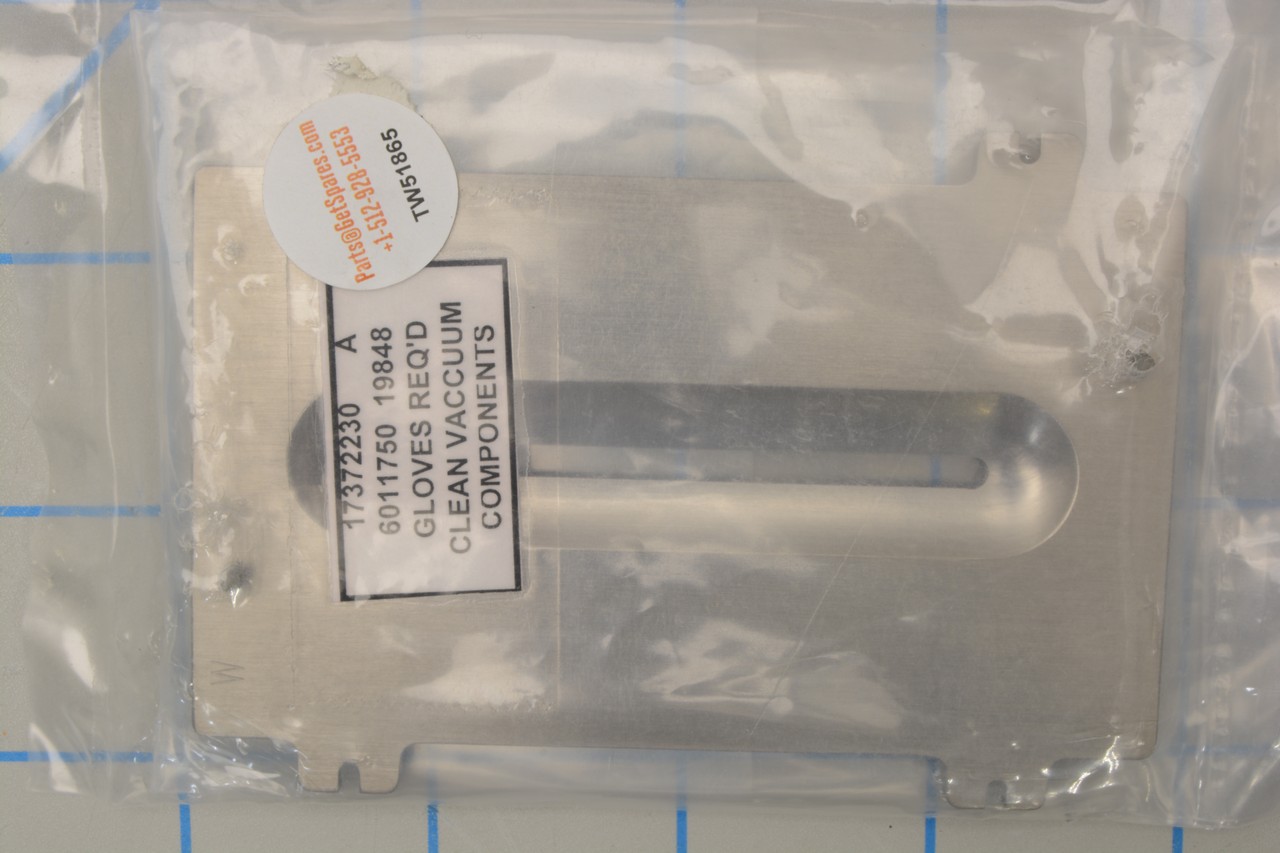 Parts@GetSpares.com
+1-512-928-5553
TW51865
17372230 A
6011750 19848
GLOVES REQ'D
CLEAN VACCUUM
COMPONENTS
W